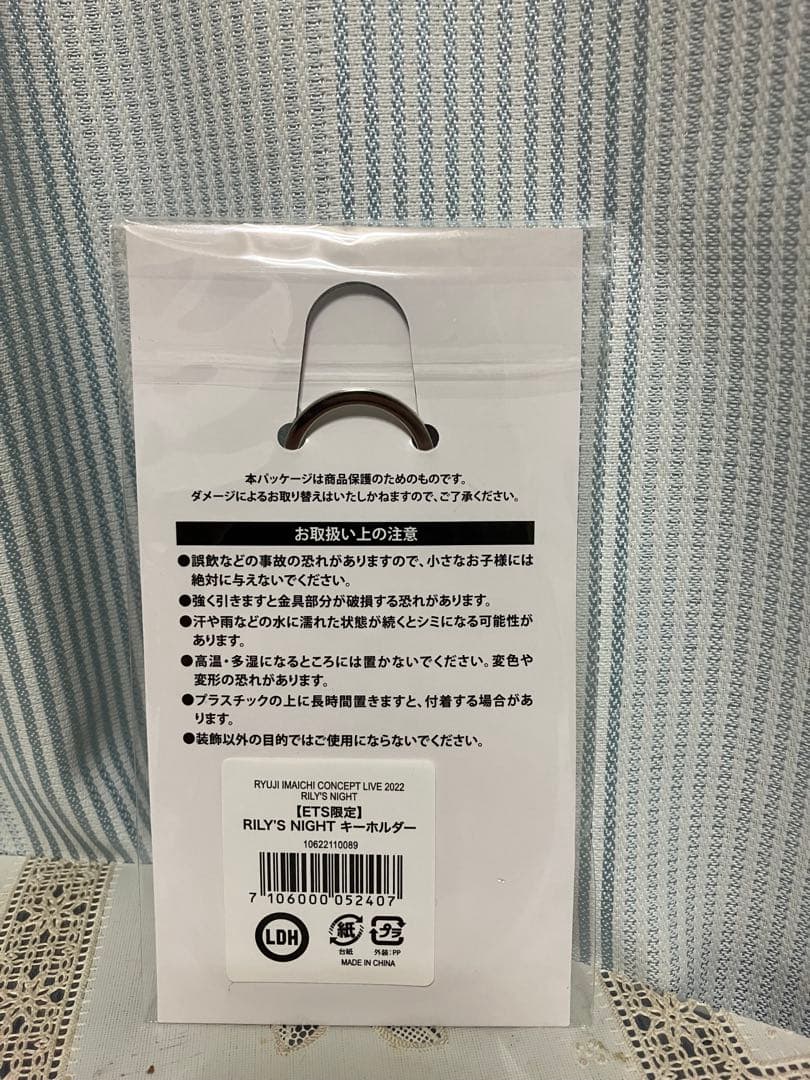 本パッケージは商品保護のためのものです。
ダメージによるお取り替えはいたしかねますので、ご了承ください。
お取扱い上の注意
●誤飲などの事故の恐れがありますので、小さなお子様には
絶対に与えないでください。
●強く引きますと金具部分が破損する恐れがあります。
●汗や雨などの水に濡れた状態が続くとシミになる可能性が
あります。
●高温・多湿になるところには置かないでください。変色や
変形の恐れがあります。
●プラスチックの上に長時間置きますと、付着する場合があ
ります。
●装飾以外の目的ではご使用にならないでください。
RYUJI IMAICHI CONCEPT LIVE 2022
RILY'S NIGHT
【ETS限定】
RILY'S NIGHT キーホルダー
10622110089
7 106000 052407
LDH
紙
プラ
台紙
外装:PP
MADE IN CHINA